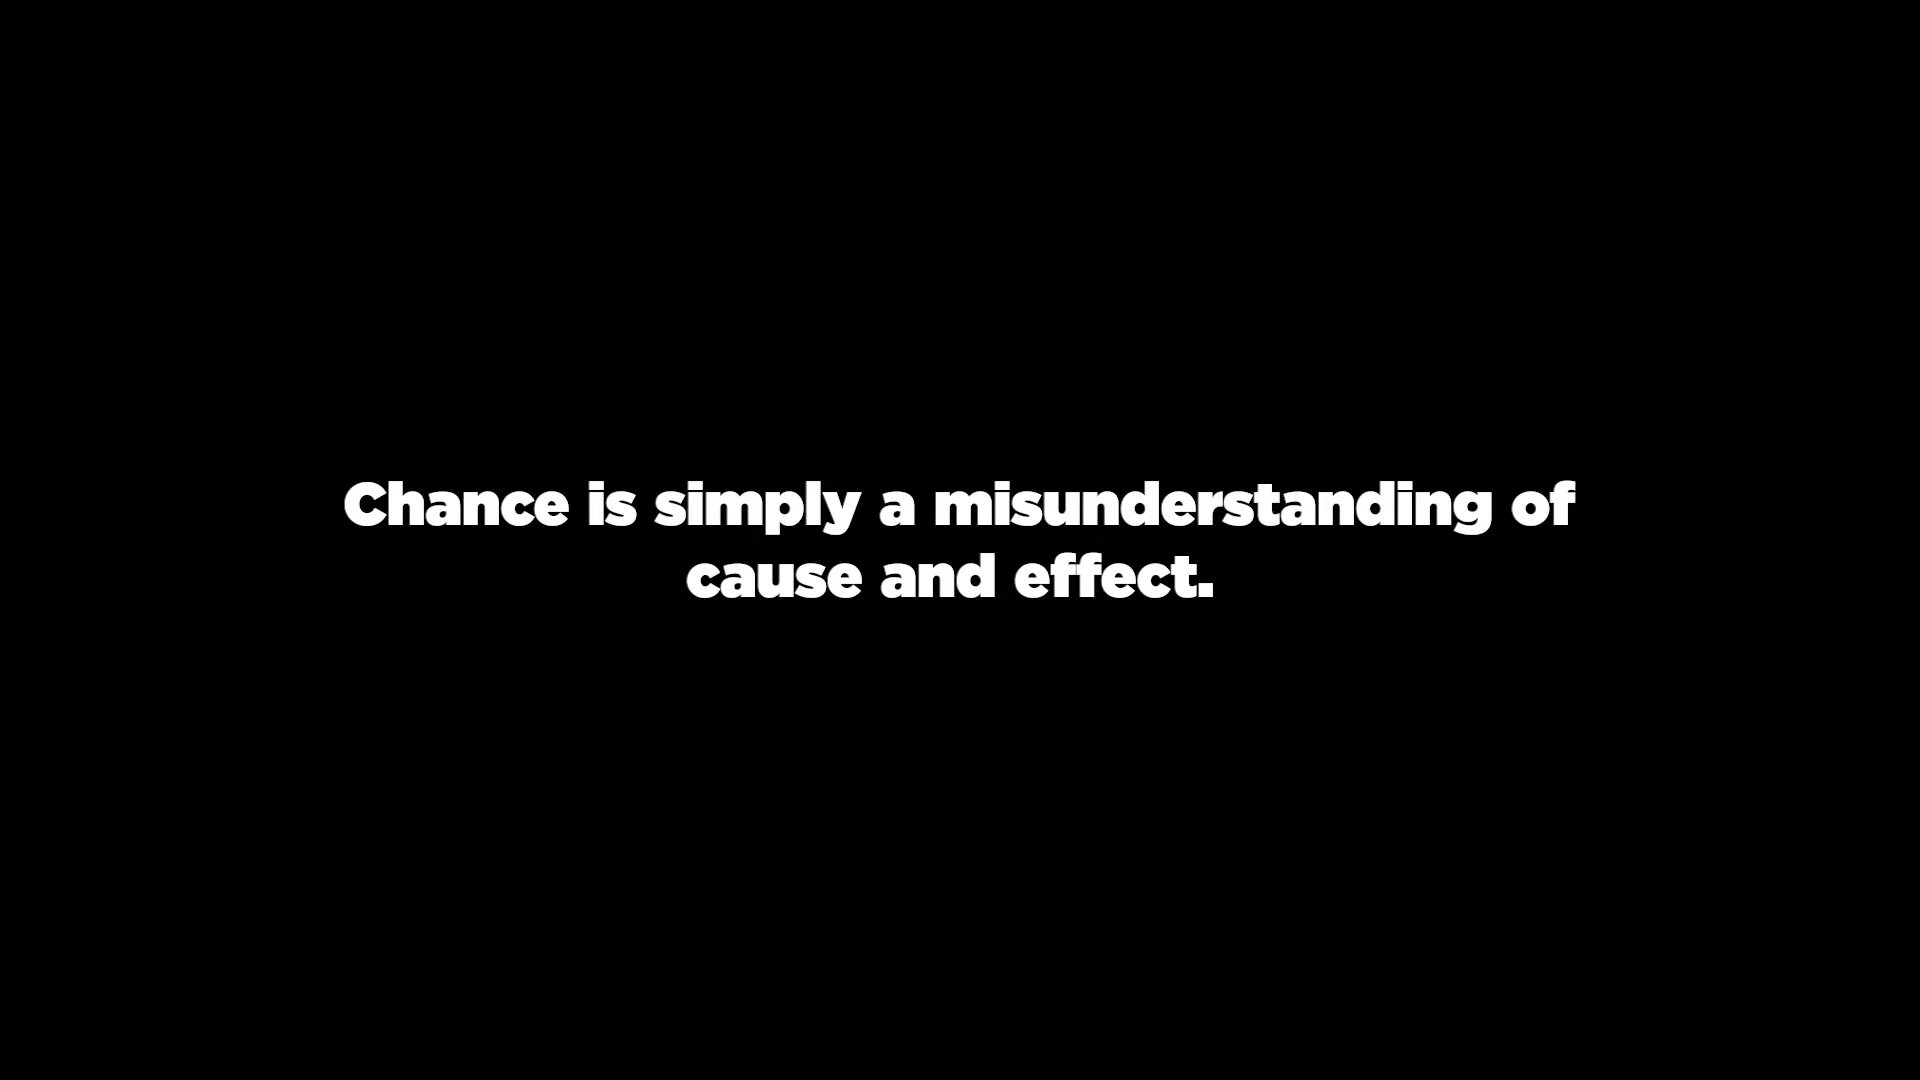 Chance is simply a misunderstanding of
cause and effect.